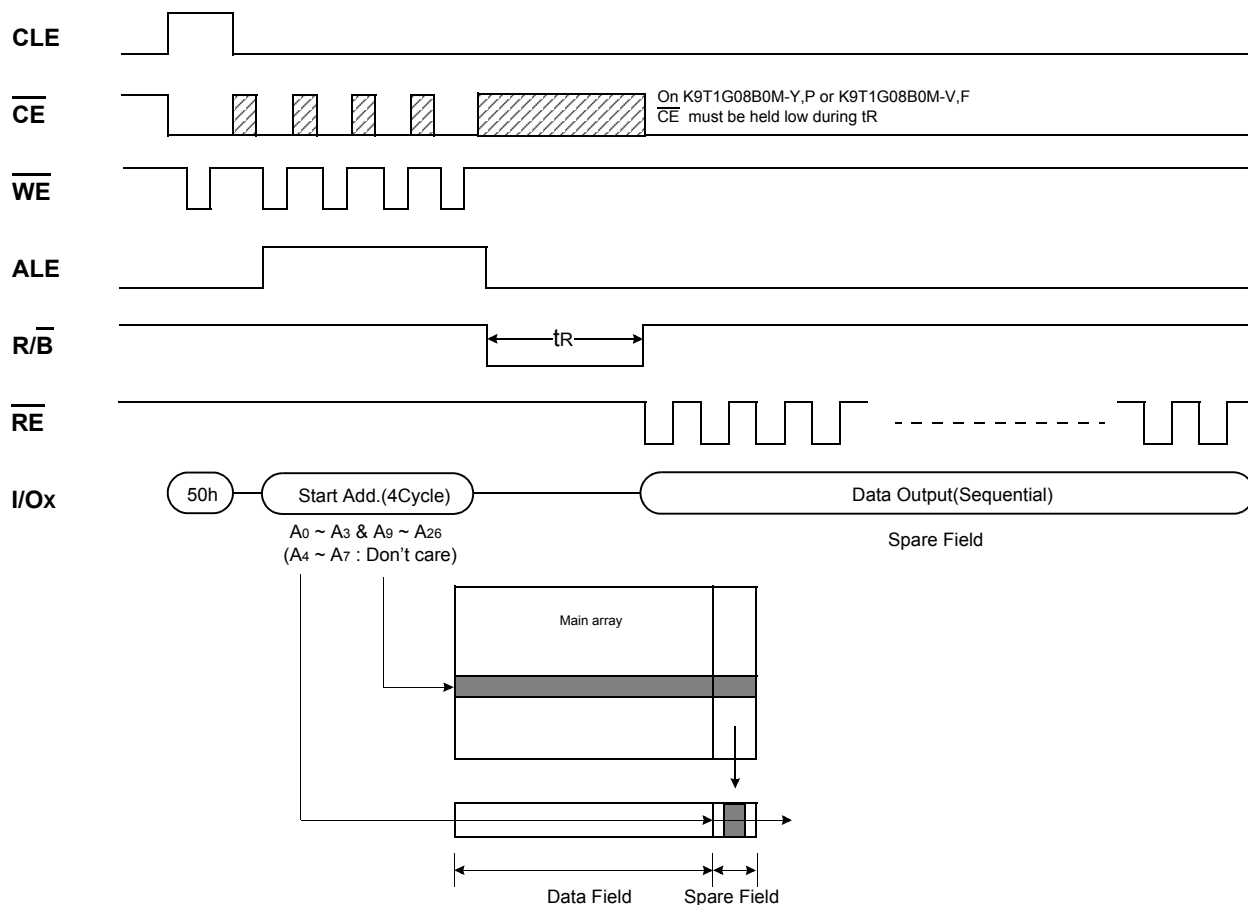 CLE
CE
On K9T1G08B0M-Y,P or K9T1G08B0M-V,F
CE must be held low during tR
WE
ALE
R/B
tR
RE
I/Ox
50h
Start Add.(4Cycle)
Data Output(Sequential)
A0 ~ A3 & A9 ~ A26
(A4 ~ A7 : Don't care)
Spare Field
Main array
Data Field
Spare Field